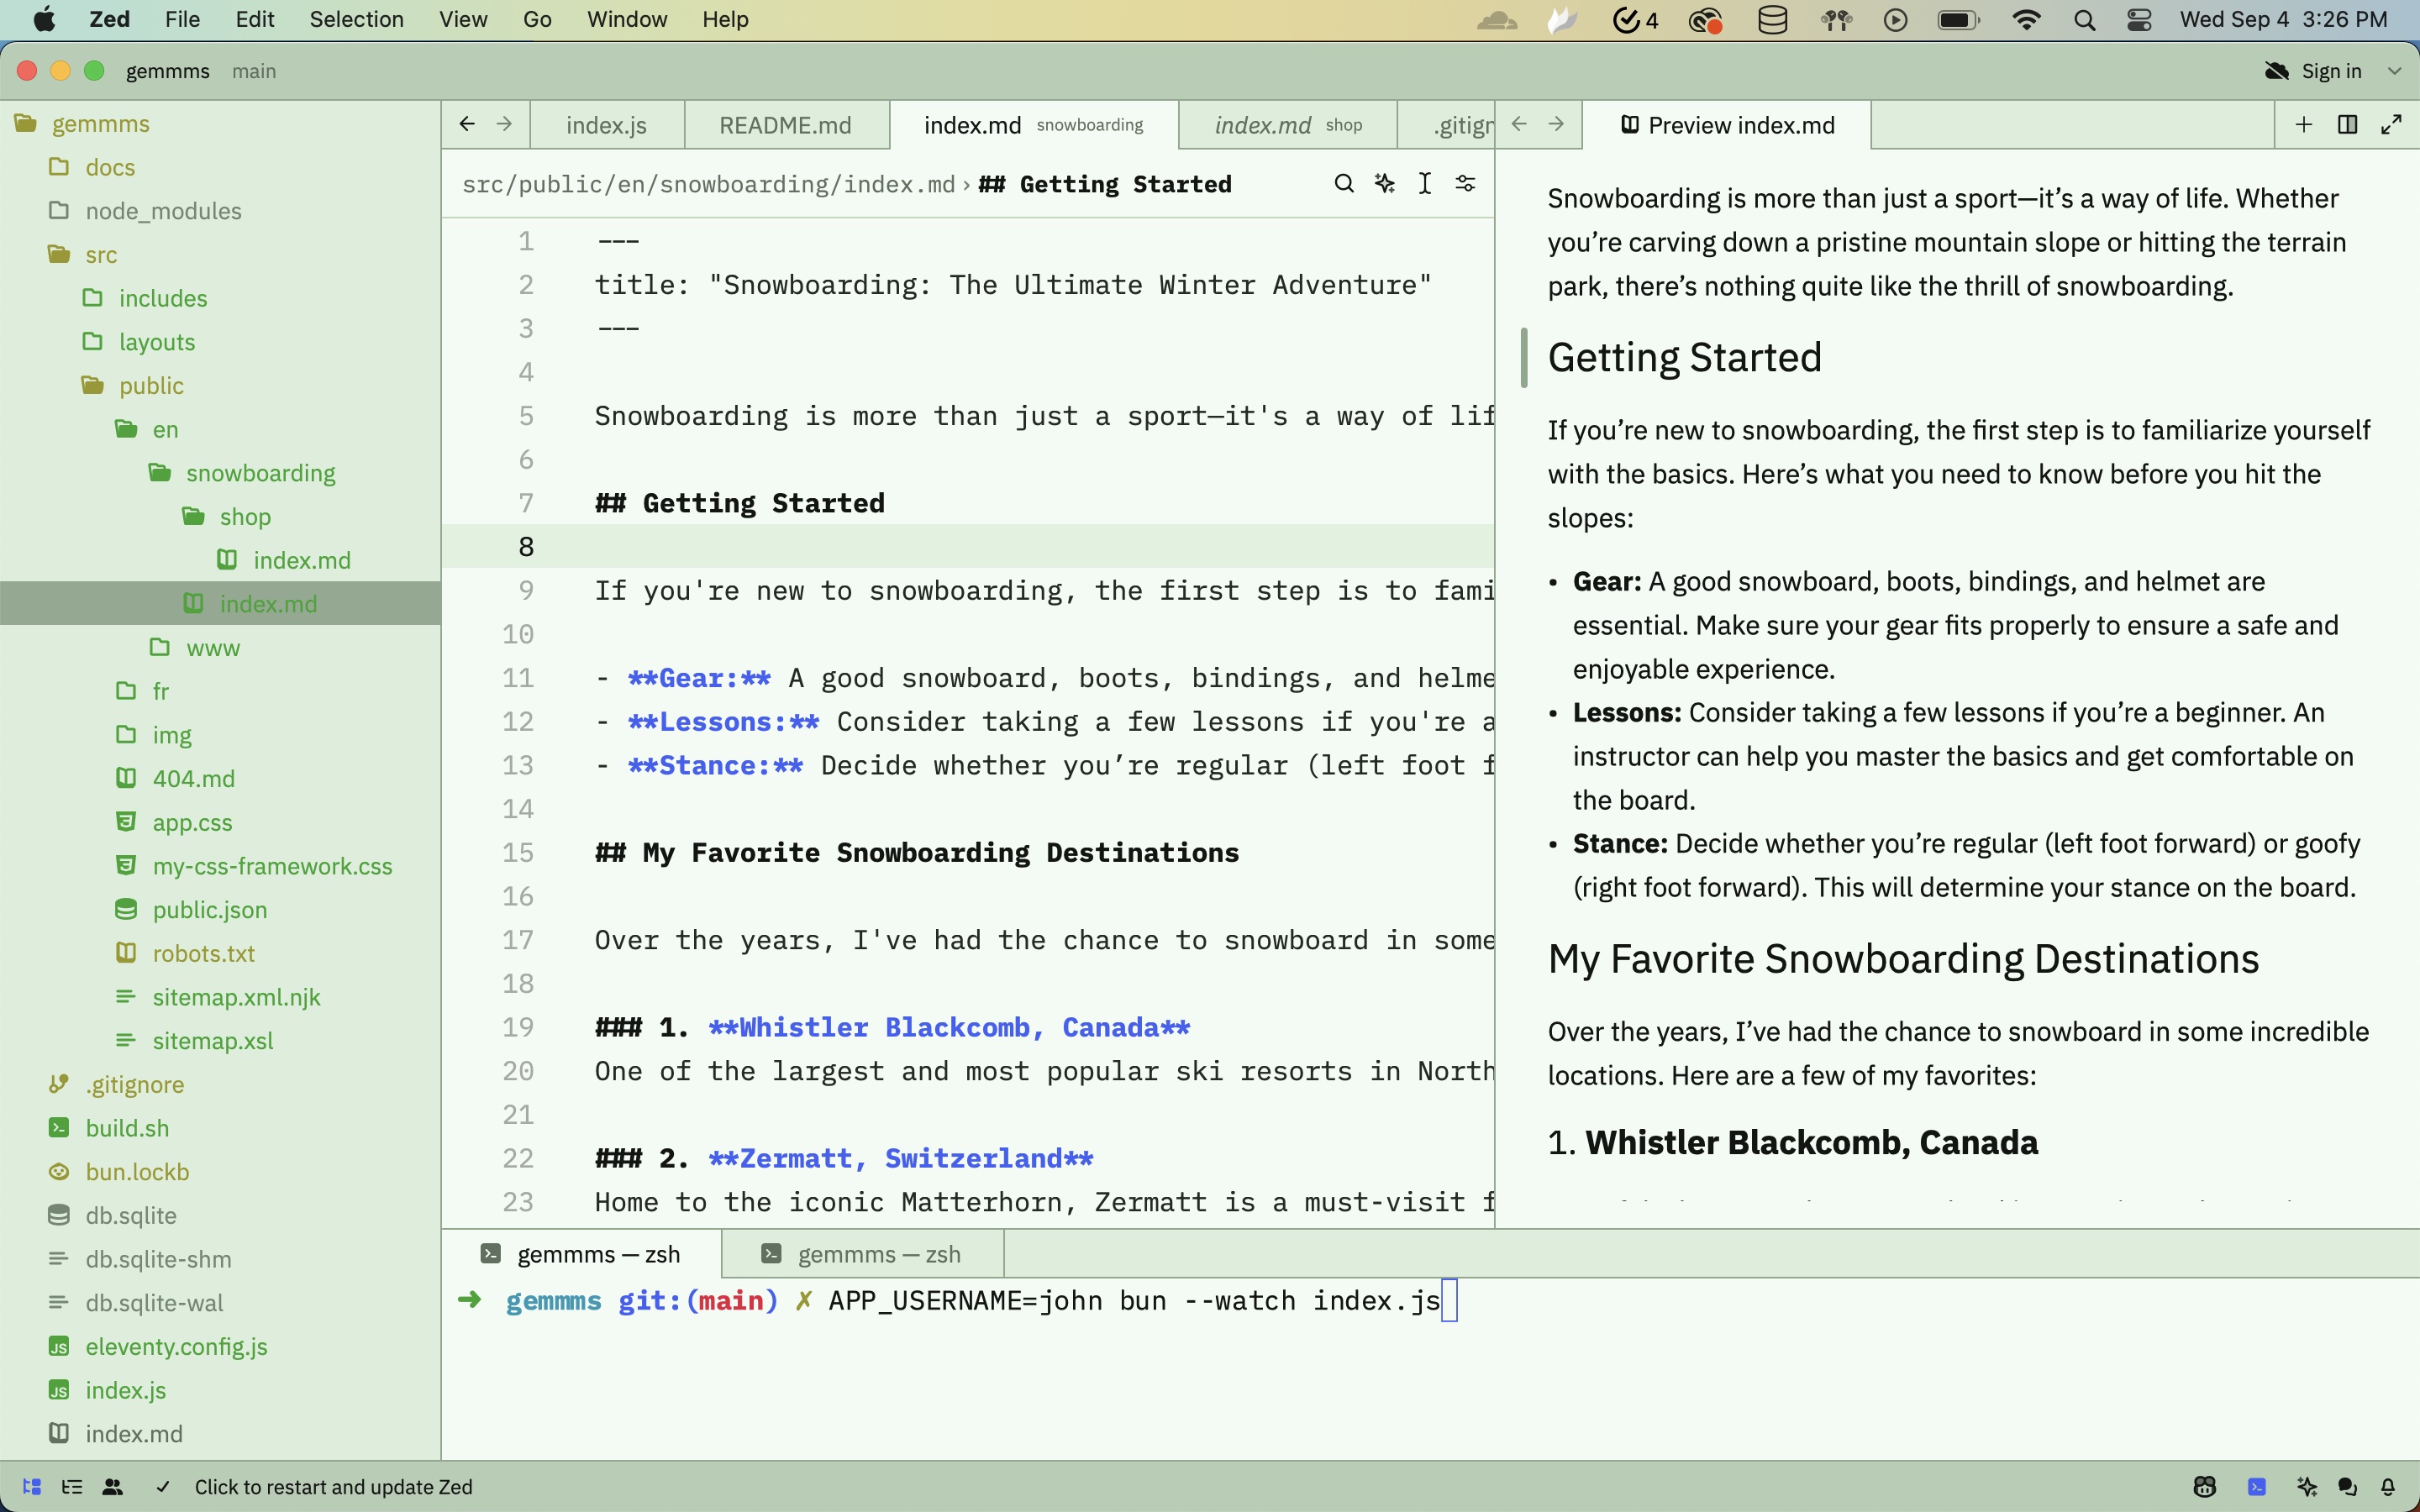 Zed File Edit Selection View Go Window Help 4 Wed Sep 4 3:26 PM
gemmms main Sign in
gemmms
docs
node_modules
src
includes
layouts
public
en
snowboarding
shop
index.md
index.md
www
fr
img
404.md
app.css
my-css-framework.css
public.json
robots.txt
sitemap.xml.njk
sitemap.xsl
.gitignore
build.sh
bun.lockb
db.sqlite
db.sqlite-shm
db.sqlite-wal
eleventy.config.js
index.js
index.md
index.js README.md index.md snowboarding index.md shop .gitign
src/public/en/snowboarding/index.md › ## Getting Started
1 ---
2 title: "Snowboarding: The Ultimate Winter Adventure"
3 ---
4
5 Snowboarding is more than just a sport—it's a way of lif
6
7 ## Getting Started
8
9 If you're new to snowboarding, the first step is to fami
10
11 - **Gear:** A good snowboard, boots, bindings, and helme
12 - **Lessons:** Consider taking a few lessons if you're a
13 - **Stance:** Decide whether you’re regular (left foot f
14
15 ## My Favorite Snowboarding Destinations
16
17 Over the years, I've had the chance to snowboard in some
18
19 ### 1. **Whistler Blackcomb, Canada**
20 One of the largest and most popular ski resorts in North
21
22 ### 2. **Zermatt, Switzerland**
23 Home to the iconic Matterhorn, Zermatt is a must-visit f
Preview index.md
Snowboarding is more than just a sport—it’s a way of life. Whether
you’re carving down a pristine mountain slope or hitting the terrain
park, there’s nothing quite like the thrill of snowboarding.
Getting Started
If you’re new to snowboarding, the first step is to familiarize yourself
with the basics. Here’s what you need to know before you hit the
slopes:
• Gear: A good snowboard, boots, bindings, and helmet are
essential. Make sure your gear fits properly to ensure a safe and
enjoyable experience.
• Lessons: Consider taking a few lessons if you’re a beginner. An
instructor can help you master the basics and get comfortable on
the board.
• Stance: Decide whether you’re regular (left foot forward) or goofy
(right foot forward). This will determine your stance on the board.
My Favorite Snowboarding Destinations
Over the years, I’ve had the chance to snowboard in some incredible
locations. Here are a few of my favorites:
1. Whistler Blackcomb, Canada
gemmms — zsh gemmms — zsh
➜ gemmms git:(main) ✗ APP_USERNAME=john bun --watch index.js
Click to restart and update Zed